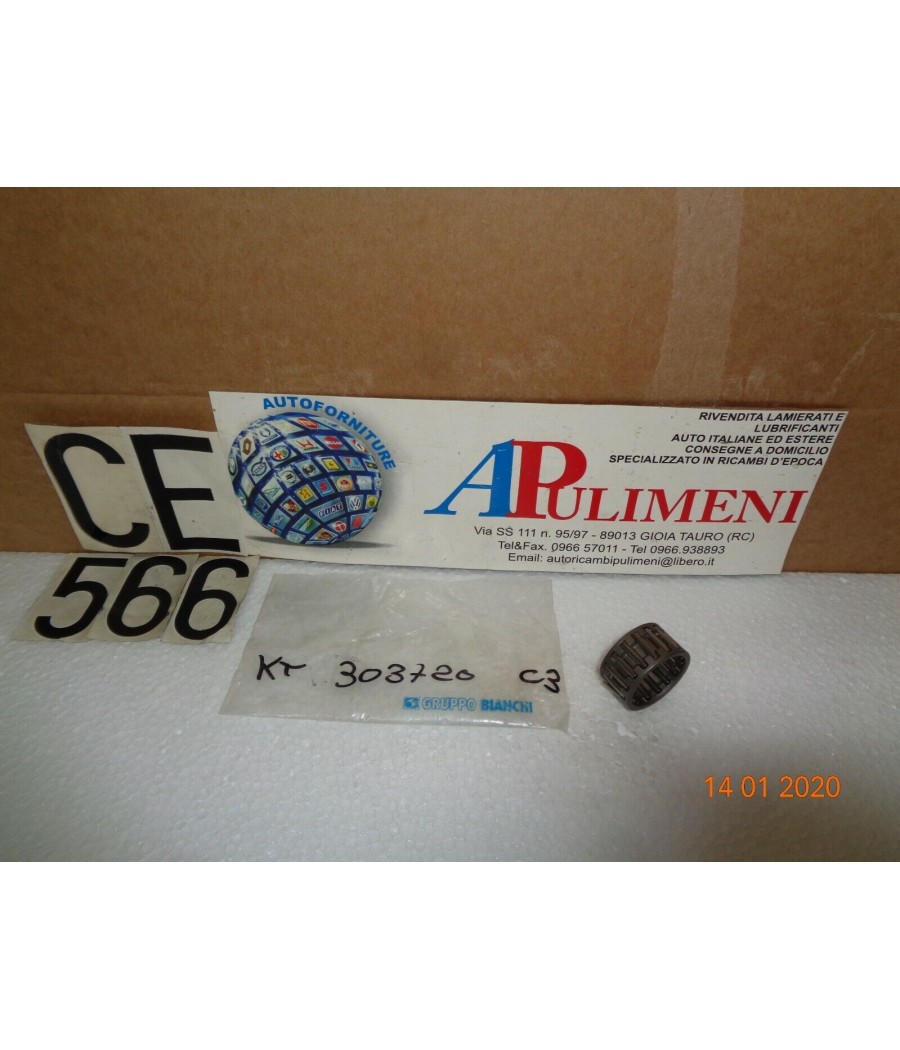 AUTOFORNITURE
RIVENDITA LAMIERATI E
LUBRIFICANTI
AUTO ITALIANE ED ESTERE
CONSEGNE A DOMICILIO
SPECIALIZZATO IN RICAMBI D'EPOCA
APULIMENI
Via SS 111 n. 95/97 - 89013 GIOIA TAURO (RC)
Tel&Fax. 0966 57011 - Tel 0966.938893
Email: autoricambipulimeni@libero.it
CE
566
KT 303720 C3
GRUPPO BIANCHI
14 01 2020